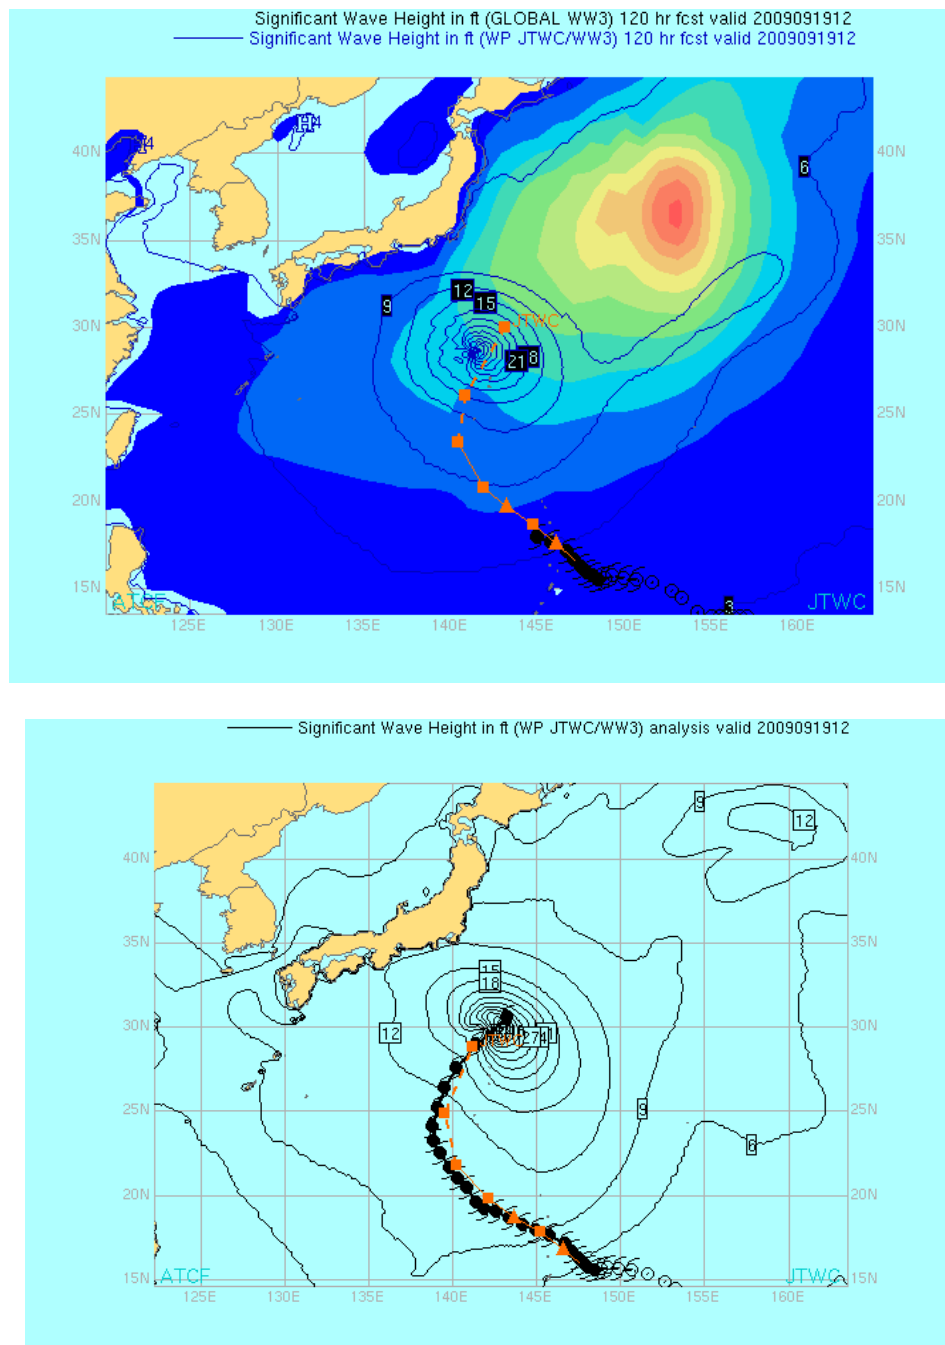 Significant Wave Height in ft (GLOBAL WW3) 120 hr fcst valid 2009091912
Significant Wave Height in ft (WP JTWC/WW3) 120 hr fcst valid 2009091912
H4
4
40N
6
40N
35N
35N
9
12
15
30N
JTWC
30N
21
8
25N
25N
20N
20N
15N
15N
ATCF
3
JTWC
125E 130E 135E 140E 145E 150E 155E 160E
Significant Wave Height in ft (WP JTWC/WW3) analysis valid 2009091912
9
12
40N
40N
35N
35N
15
18
30N
12
30N
25N
9
25N
6
20N
20N
15N
ATCF
JTWC
15N
125E 130E 135E 140E 145E 150E 155E 160E